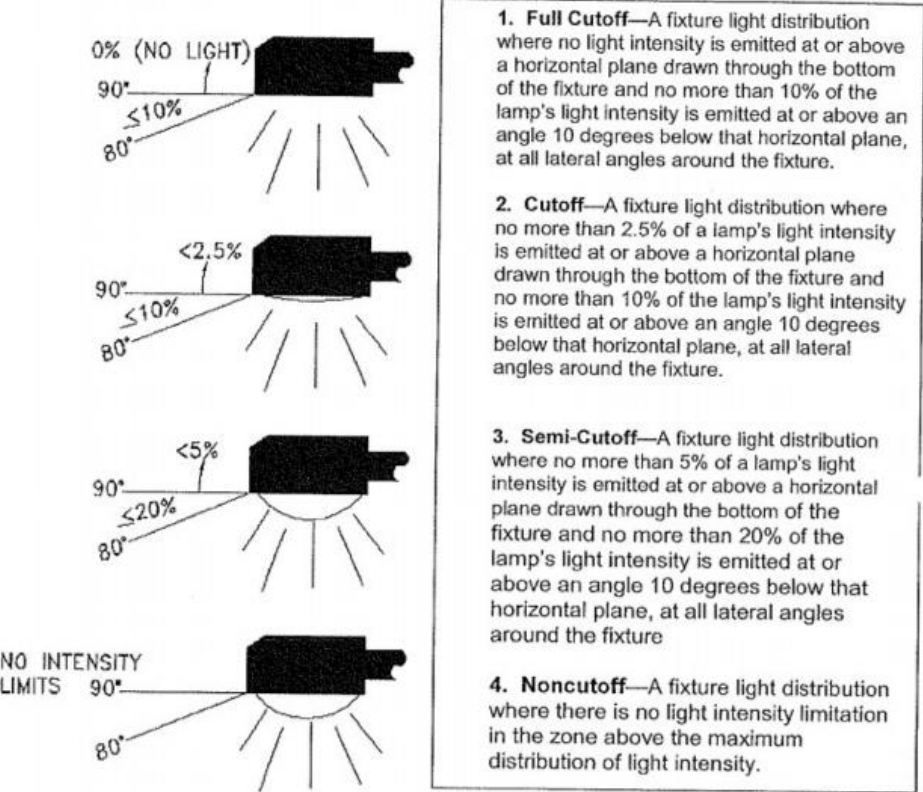 0% (NO LIGHT)
90°
≤10%
80°
<2.5%
90°
≤10%
80°
<5%
90°
≤20%
80°
NO INTENSITY
LIMITS 90°
80°
1. Full Cutoff—A fixture light distribution
where no light intensity is emitted at or above
a horizontal plane drawn through the bottom
of the fixture and no more than 10% of the
lamp's light intensity is emitted at or above an
angle 10 degrees below that horizontal plane,
at all lateral angles around the fixture.
2. Cutoff—A fixture light distribution where
no more than 2.5% of a lamp's light intensity
is emitted at or above a horizontal plane
drawn through the bottom of the fixture and
no more than 10% of the lamp's light intensity
is emitted at or above an angle 10 degrees
below that horizontal plane, at all lateral
angles around the fixture.
3. Semi-Cutoff—A fixture light distribution
where no more than 5% of a lamp's light
intensity is emitted at or above a horizontal
plane drawn through the bottom of the
fixture and no more than 20% of the
lamp's light intensity is emitted at or
above an angle 10 degrees below that
horizontal plane, at all lateral angles
around the fixture
4. Noncutoff—A fixture light distribution
where there is no light intensity limitation
in the zone above the maximum
distribution of light intensity.